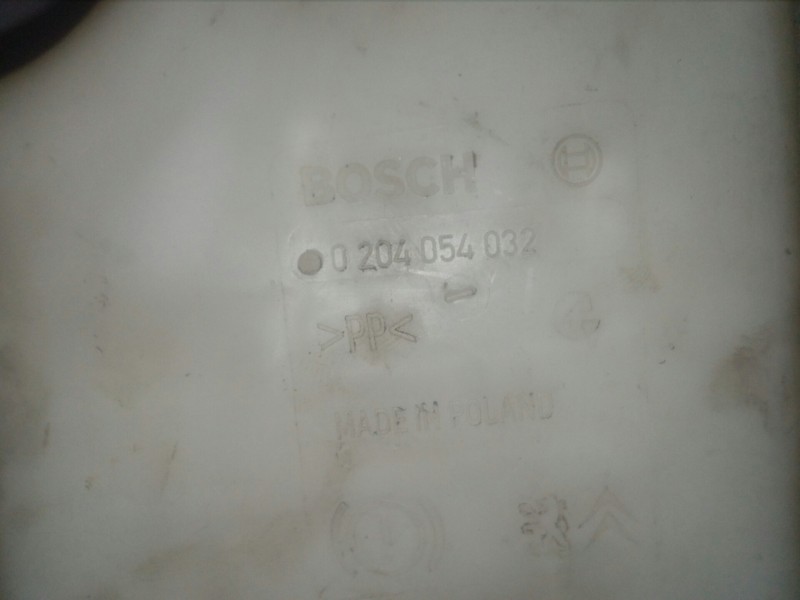 BOSCH
0 204 054 032
>PP<
MADE IN POLAND